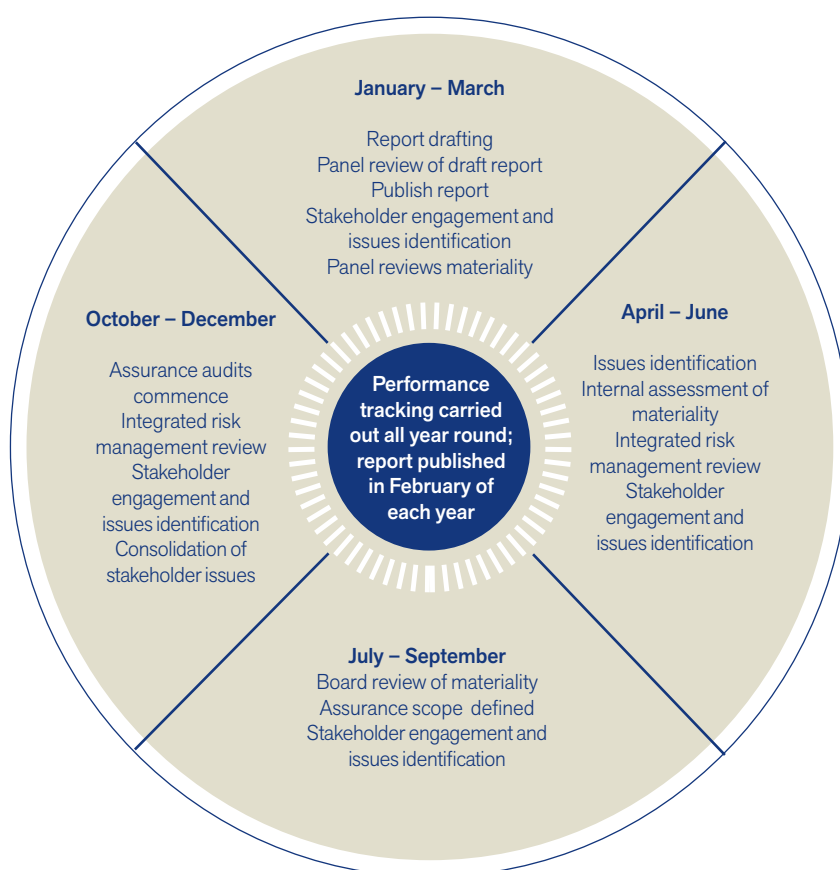 January – March
Report drafting
Panel review of draft report
Publish report
Stakeholder engagement and
issues identification
Panel reviews materiality
April – June
Issues identification
Internal assessment of
materiality
Integrated risk
management review
Stakeholder
engagement and
issues identification
July – September
Board review of materiality
Assurance scope defined
Stakeholder engagement and
issues identification
October – December
Assurance audits
commence
Integrated risk
management review
Stakeholder
engagement and
issues identification
Consolidation of
stakeholder issues
Performance
tracking carried
out all year round;
report published
in February of
each year